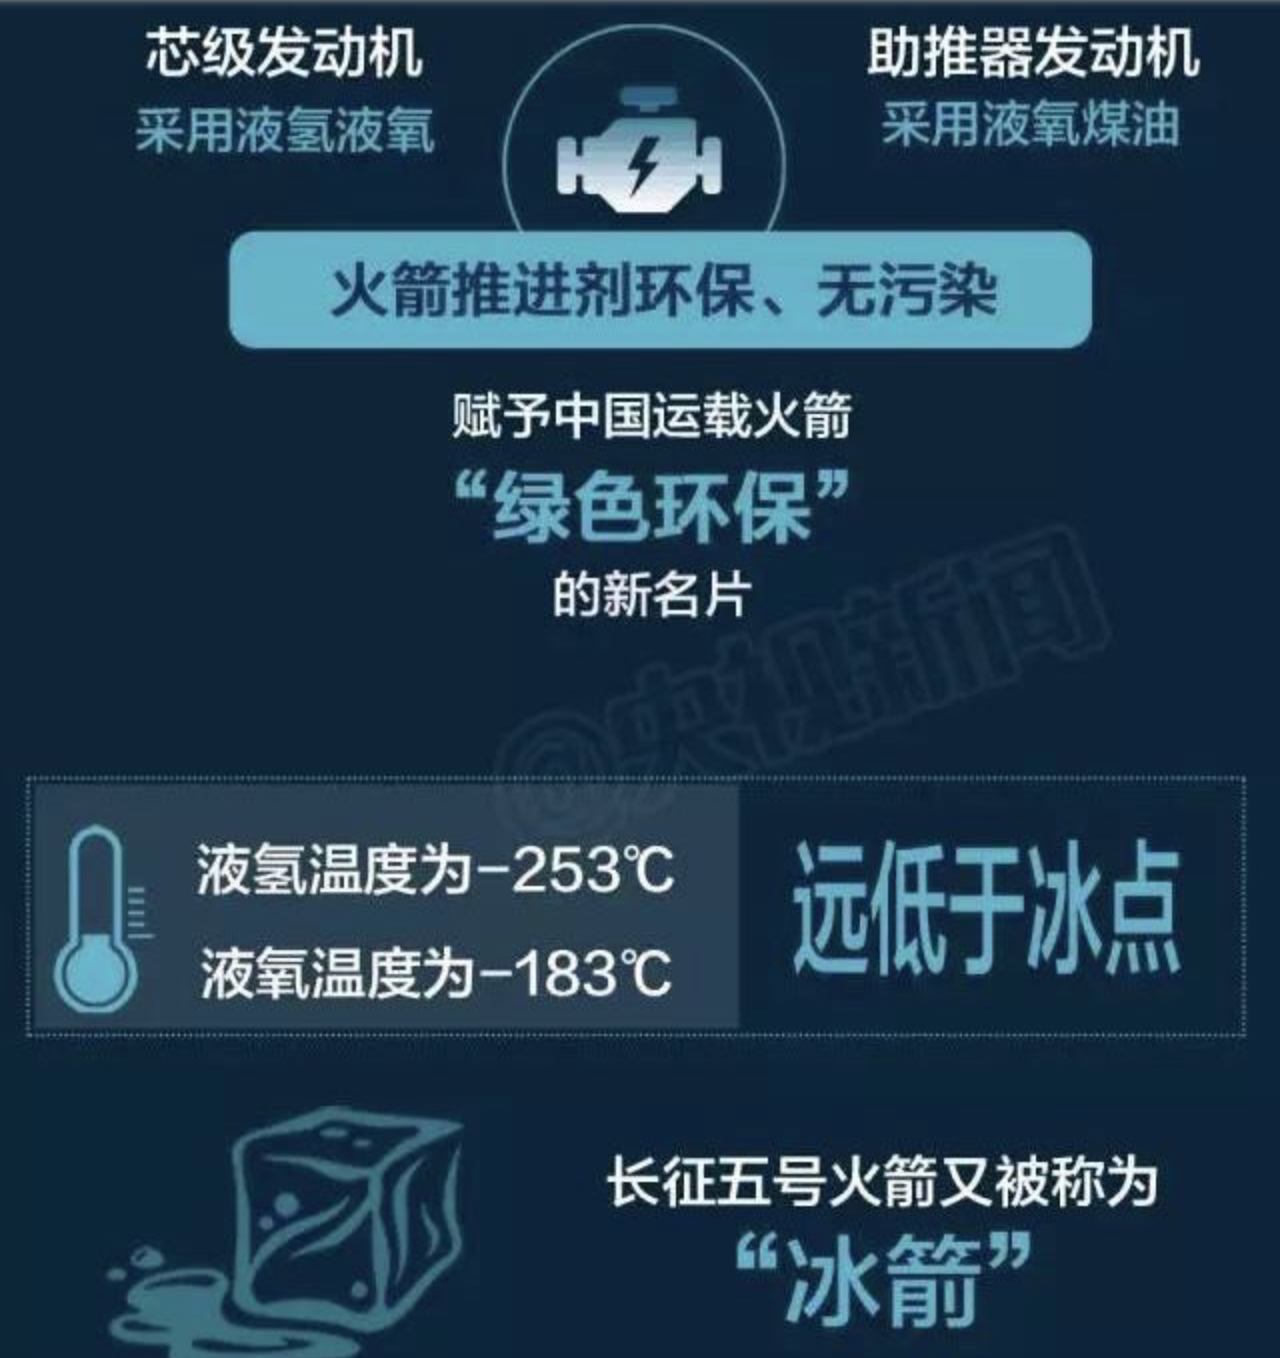 芯级发动机
采用液氢液氧
助推器发动机
采用液氧煤油
火箭推进剂环保、无污染
赋予中国运载火箭
“绿色环保”
的新名片
@央视新闻
液氢温度为-253℃
液氧温度为-183℃
远低于冰点
长征五号火箭又被称为
“冰箭”